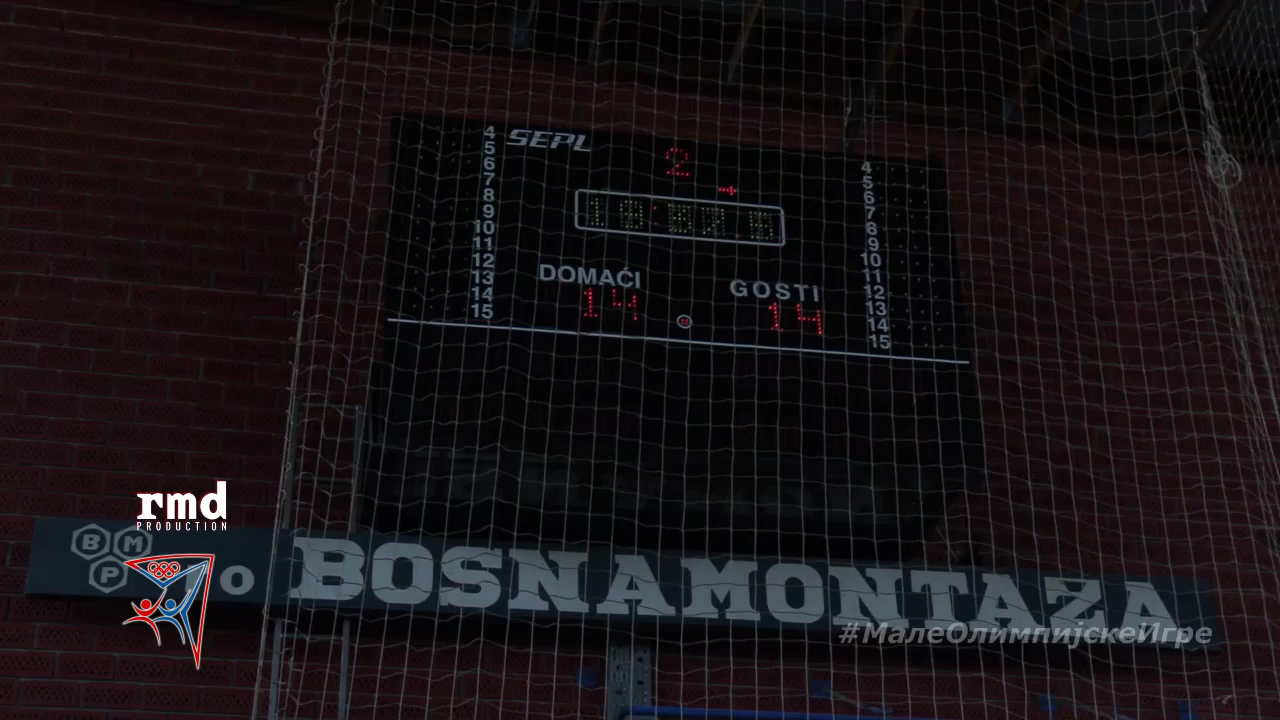 SEPL
2
4 5 6 7 8 9 10 11 12 13 14 15
4 5 6 7 8 9 10 11 12 13 14 15
DOMAĆI GOSTI
14 14
rmd
PRODUCTION
B M P
O BOSNAMONTAŽA
#МалеОлимпијскеИгре